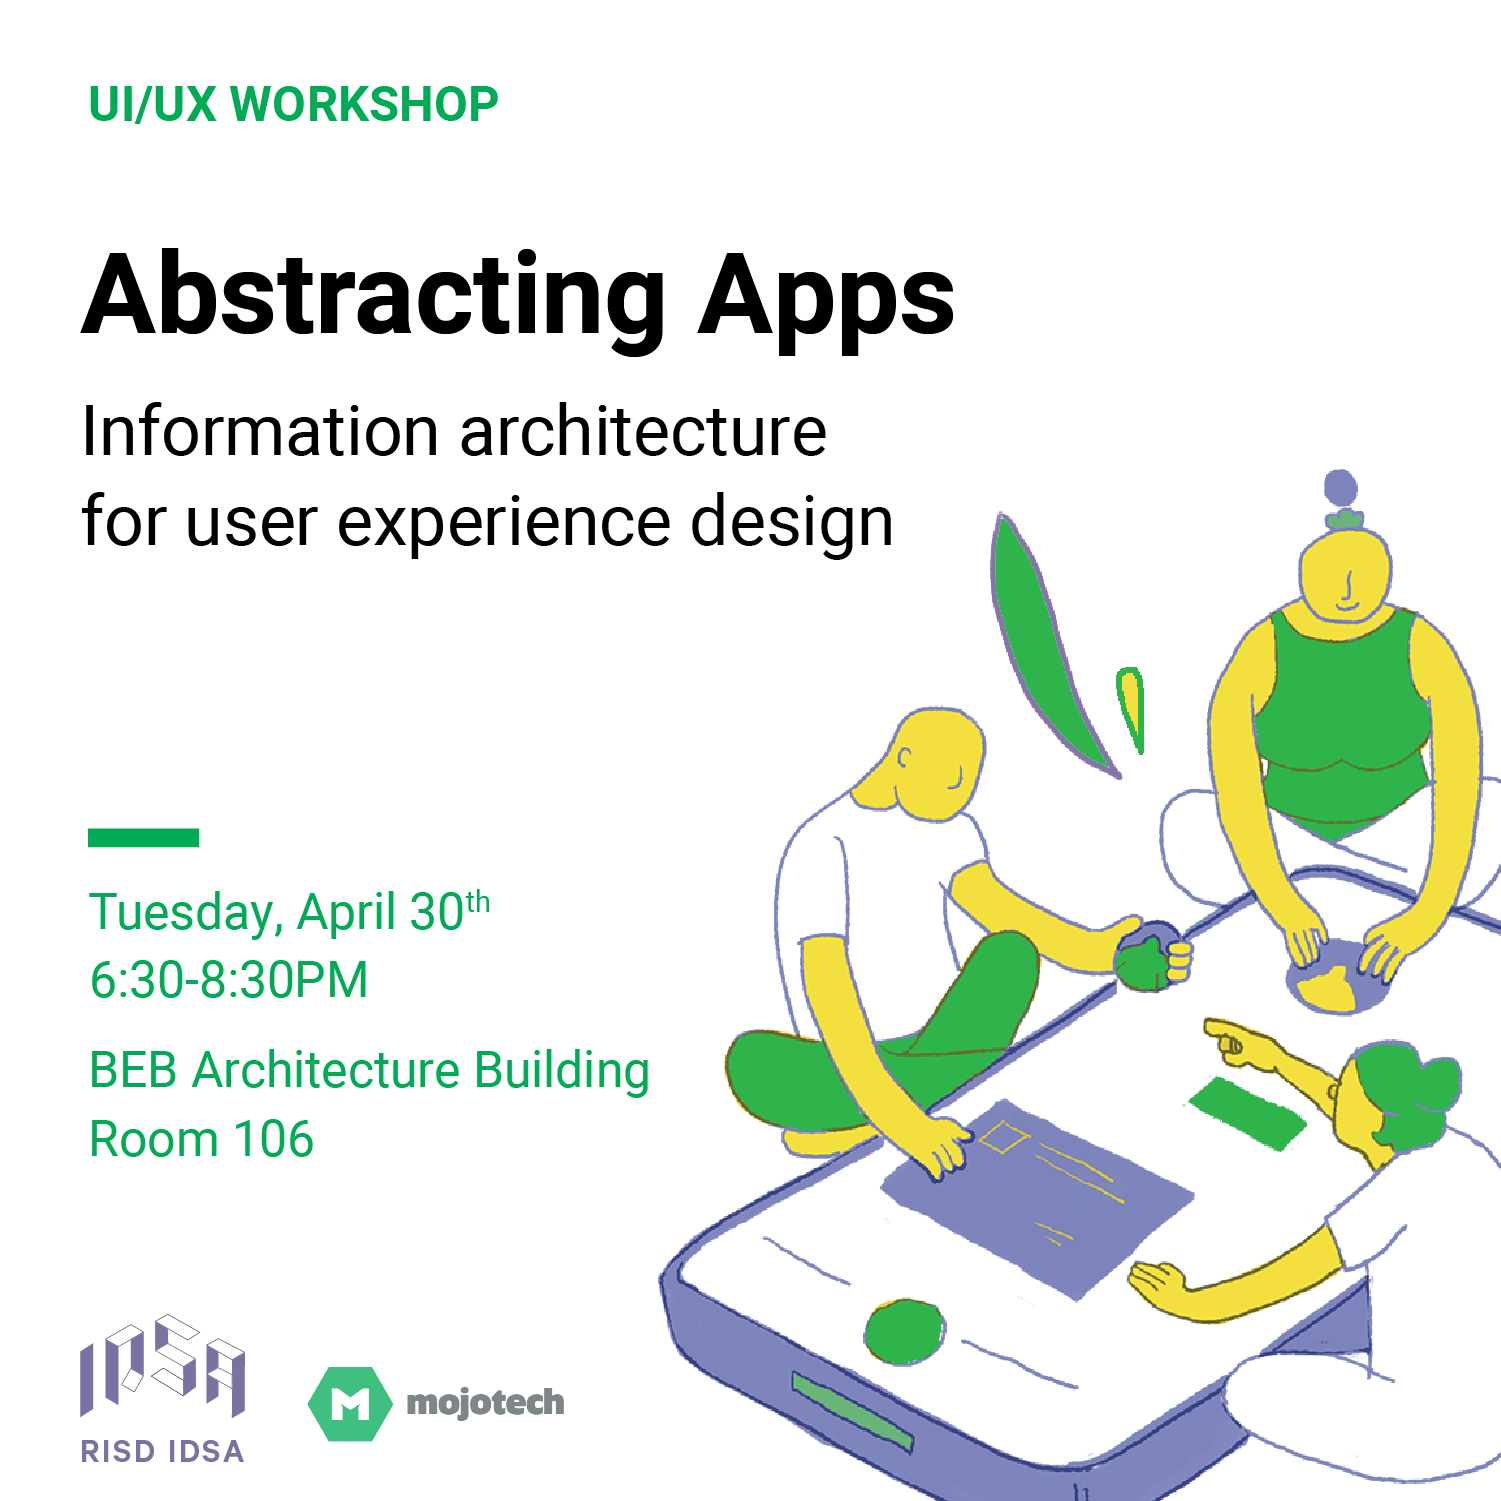 UI/UX WORKSHOP
Abstracting Apps
Information architecture
for user experience design
Tuesday, April 30th
6:30-8:30PM
BEB Architecture Building
Room 106
IDSA
RISD IDSA
M mojotech